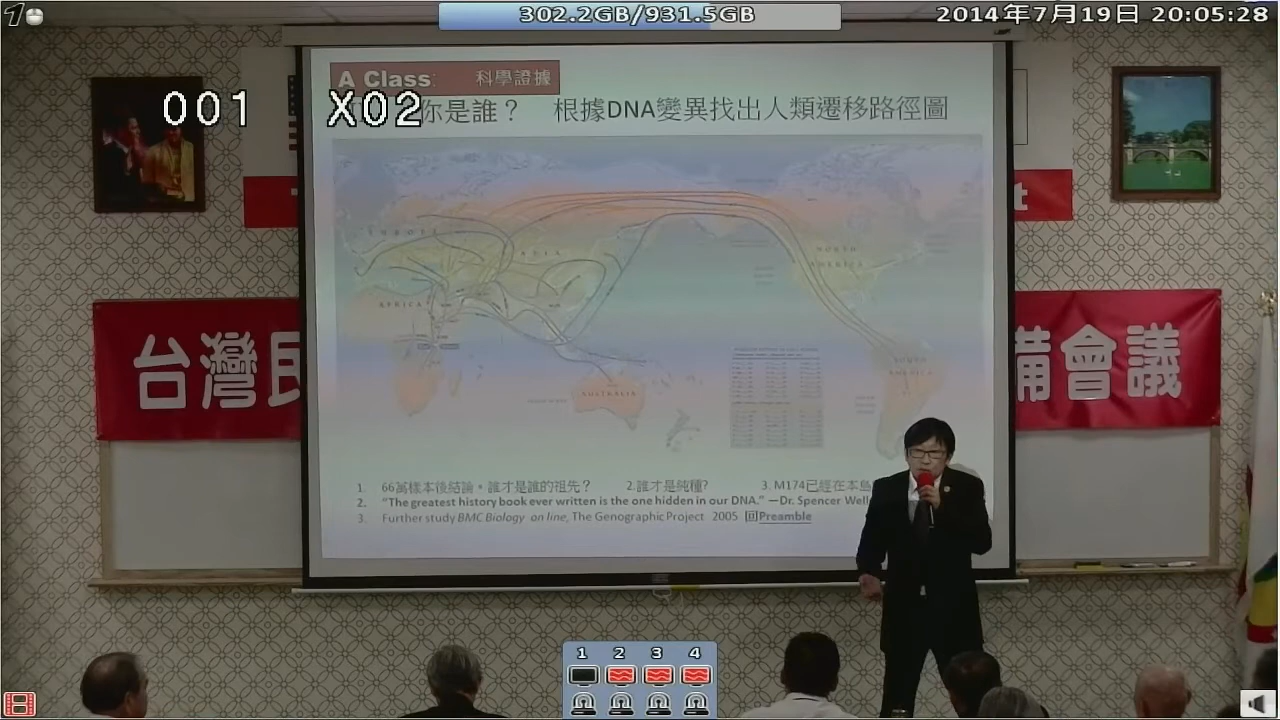 302.2GB/931.5GB
2014年7月19日 20:05:28
1
001 X02
A Class: 科學證據
你是誰？ 根據DNA變異找出人類遷移路徑圖
t
台灣民
備會議
EUROPE
ASIA
AFRICA
NORTH AMERICA
SOUTH AMERICA
AUSTRALIA
1. 66萬樣本後結論。誰才是誰的祖先？ 2.誰才是純種? 3. M174已經在本島
2. "The greatest history book ever written is the one hidden in our DNA." —Dr. Spencer Well
3. Further study BMC Biology on line, The Genographic Project 2005 回Preamble
1 2 3 4